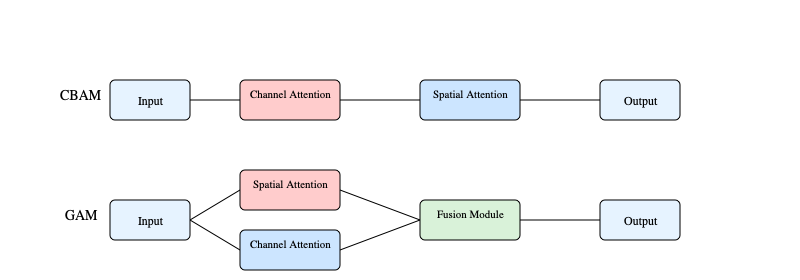 CBAM
Input
Channel Attention
Spatial Attention
Output
GAM
Input
Spatial Attention
Channel Attention
Fusion Module
Output